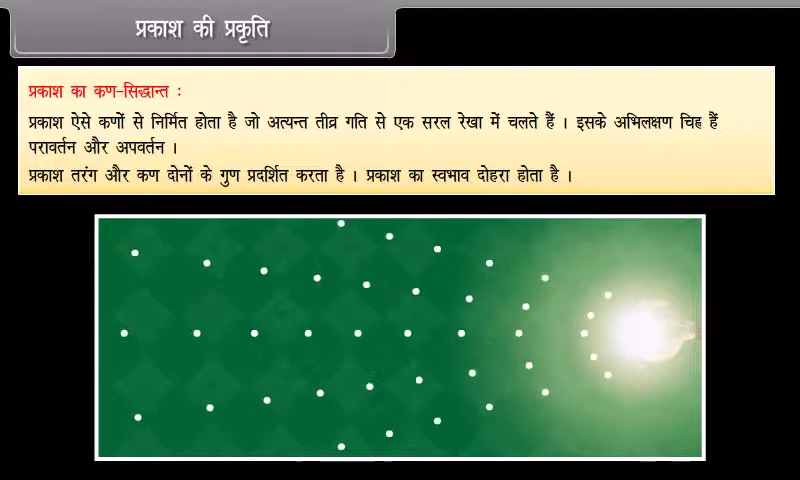 प्रकाश की प्रकृति
प्रकाश का कण-सिद्धान्त :
प्रकाश ऐसे कणों से निर्मित होता है जो अत्यन्त तीव्र गति से एक सरल रेखा में चलते हैं । इसके अभिलक्षण चिह्न हैं
परावर्तन और अपवर्तन ।
प्रकाश तरंग और कण दोनों के गुण प्रदर्शित करता है । प्रकाश का स्वभाव दोहरा होता है ।